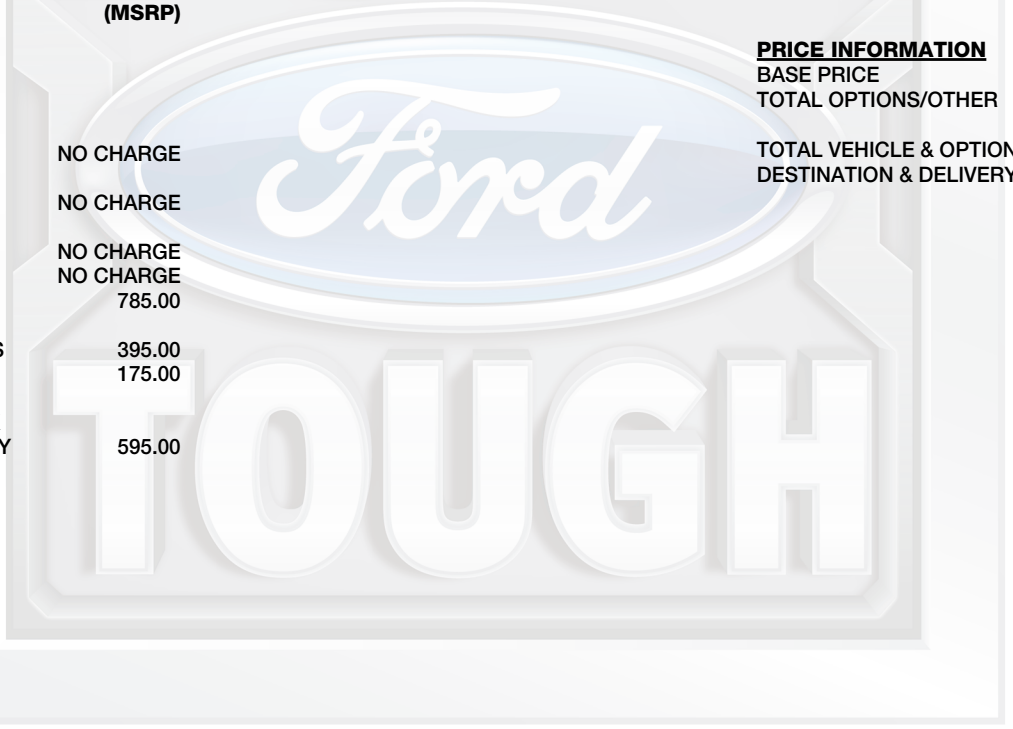 (MSRP)
NO CHARGE
NO CHARGE
NO CHARGE
NO CHARGE
785.00
S 395.00
175.00
Y 595.00
PRICE INFORMATION
BASE PRICE
TOTAL OPTIONS/OTHER
TOTAL VEHICLE & OPTION
DESTINATION & DELIVERY
Ford
TOUGH